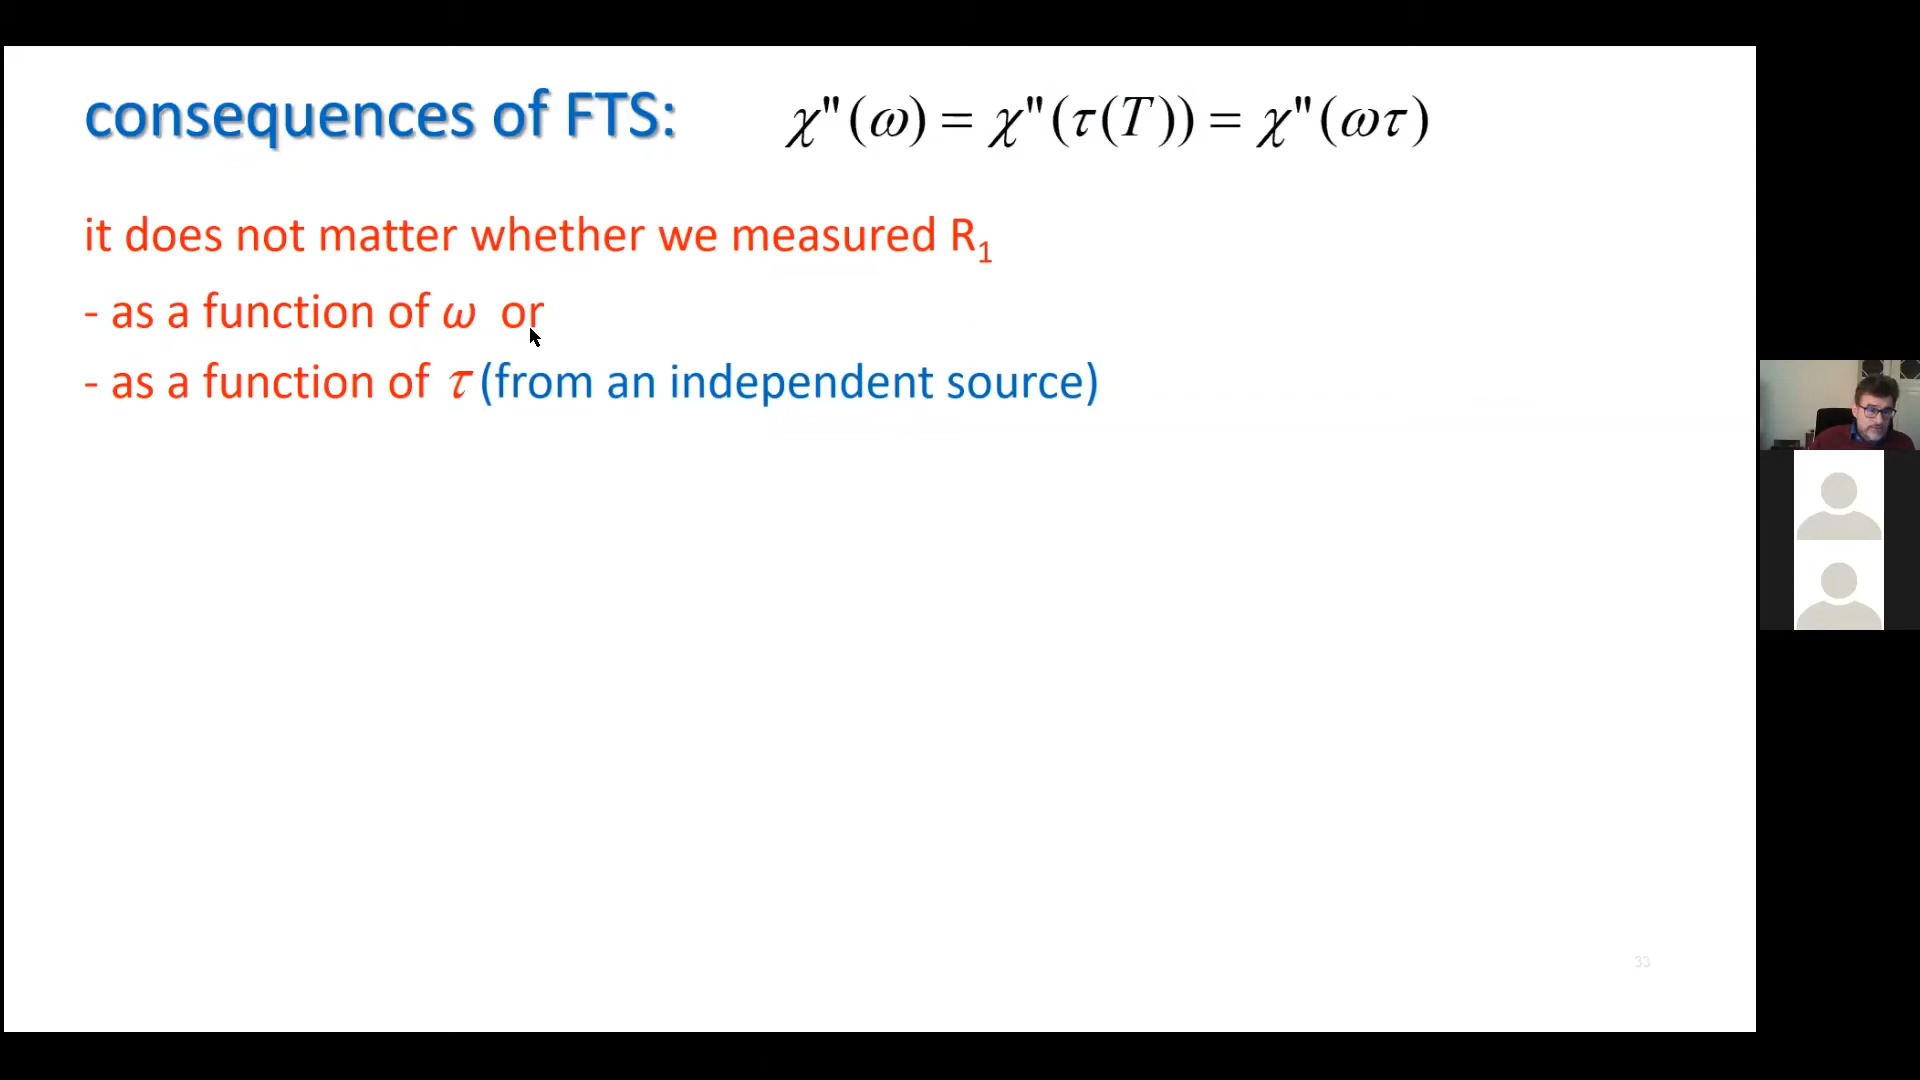 consequences of FTS: χ"(ω) = χ"(τ(T)) = χ"(ωτ)
it does not matter whether we measured R₁
- as a function of ω or
- as a function of τ (from an independent source)
33